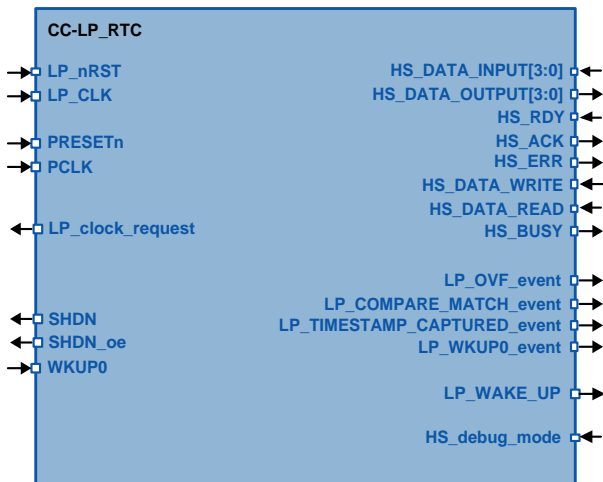 CC-LP_RTC
LP_nRST
LP_CLK
PRESETn
PCLK
LP_clock_request
SHDN
SHDN_oe
WKUP0
HS_DATA_INPUT[3:0]
HS_DATA_OUTPUT[3:0]
HS_RDY
HS_ACK
HS_ERR
HS_DATA_WRITE
HS_DATA_READ
HS_BUSY
LP_OVF_event
LP_COMPARE_MATCH_event
LP_TIMESTAMP_CAPTURED_event
LP_WKUP0_event
LP_WAKE_UP
HS_debug_mode